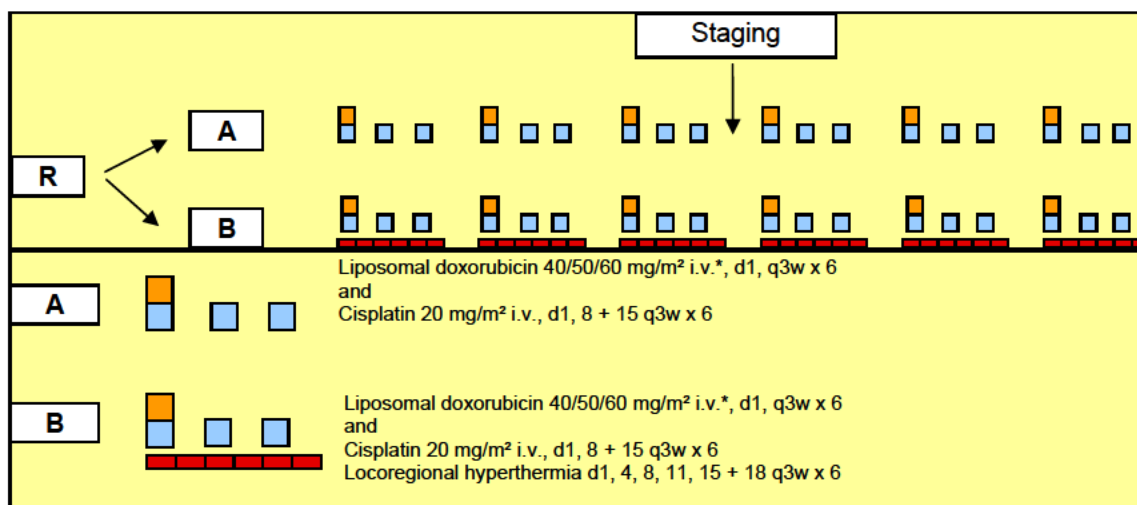 Staging
A
R
B
A
Liposomal doxorubicin 40/50/60 mg/m² i.v.*, d1, q3w x 6
and
Cisplatin 20 mg/m² i.v., d1, 8 + 15 q3w x 6
B
Liposomal doxorubicin 40/50/60 mg/m² i.v.*, d1, q3w x 6
and
Cisplatin 20 mg/m² i.v., d1, 8 + 15 q3w x 6
Locoregional hyperthermia d1, 4, 8, 11, 15 + 18 q3w x 6